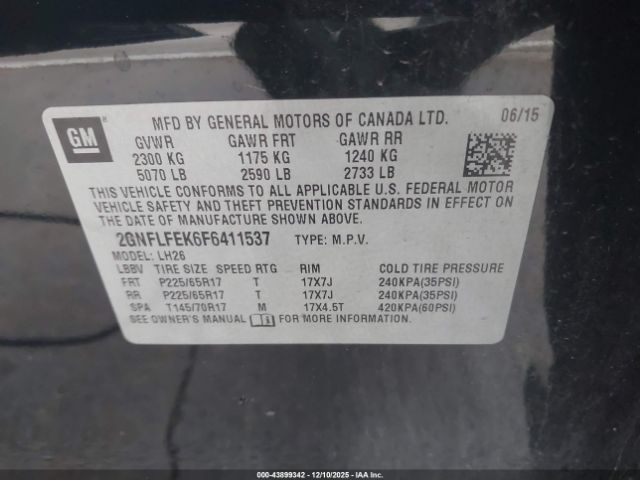 GM
MFD BY GENERAL MOTORS OF CANADA LTD. 06/15
GVWR GAWR FRT GAWR RR
2300 KG 1175 KG 1240 KG
5070 LB 2590 LB 2733 LB
THIS VEHICLE CONFORMS TO ALL APPLICABLE U.S. FEDERAL MOTOR
VEHICLE SAFETY AND THEFT PREVENTION STANDARDS IN EFFECT ON
THE DATE OF MANUFACTURE SHOWN ABOVE.
2GNFLFEK6F6411537 TYPE: M.P.V.
MODEL: LH26
LBBV TIRE SIZE SPEED RTG RIM COLD TIRE PRESSURE
FRT P225/65R17 T 17X7J 240KPA(35PSI)
RR P225/65R17 T 17X7J 240KPA(35PSI)
SPA T145/70R17 M 17X4.5T 420KPA(60PSI)
SEE OWNER'S MANUAL FOR MORE INFORMATION.
000-43899342 - 12/10/2025 - IAAI.CA